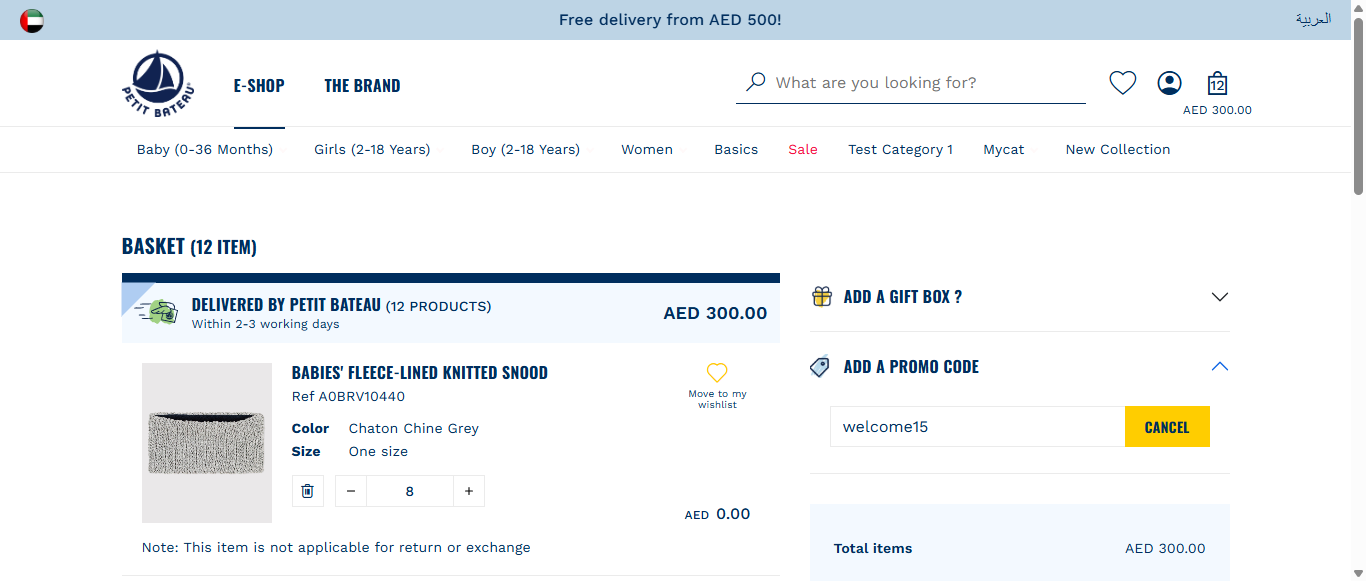 Free delivery from AED 500!
العربية
PETIT BATEAU
E-SHOP
THE BRAND
What are you looking for?
12
AED 300.00
Baby (0-36 Months)
Girls (2-18 Years)
Boy (2-18 Years)
Women
Basics
Sale
Test Category 1
Mycat
New Collection
BASKET (12 ITEM)
DELIVERED BY PETIT BATEAU (12 PRODUCTS)
Within 2-3 working days
AED 300.00
BABIES' FLEECE-LINED KNITTED SNOOD
Ref A0BRV10440
Color Chaton Chine Grey
Size One size
- 8 +
Move to my
wishlist
AED 0.00
Note: This item is not applicable for return or exchange
ADD A GIFT BOX ?
ADD A PROMO CODE
welcome15
CANCEL
Total items AED 300.00